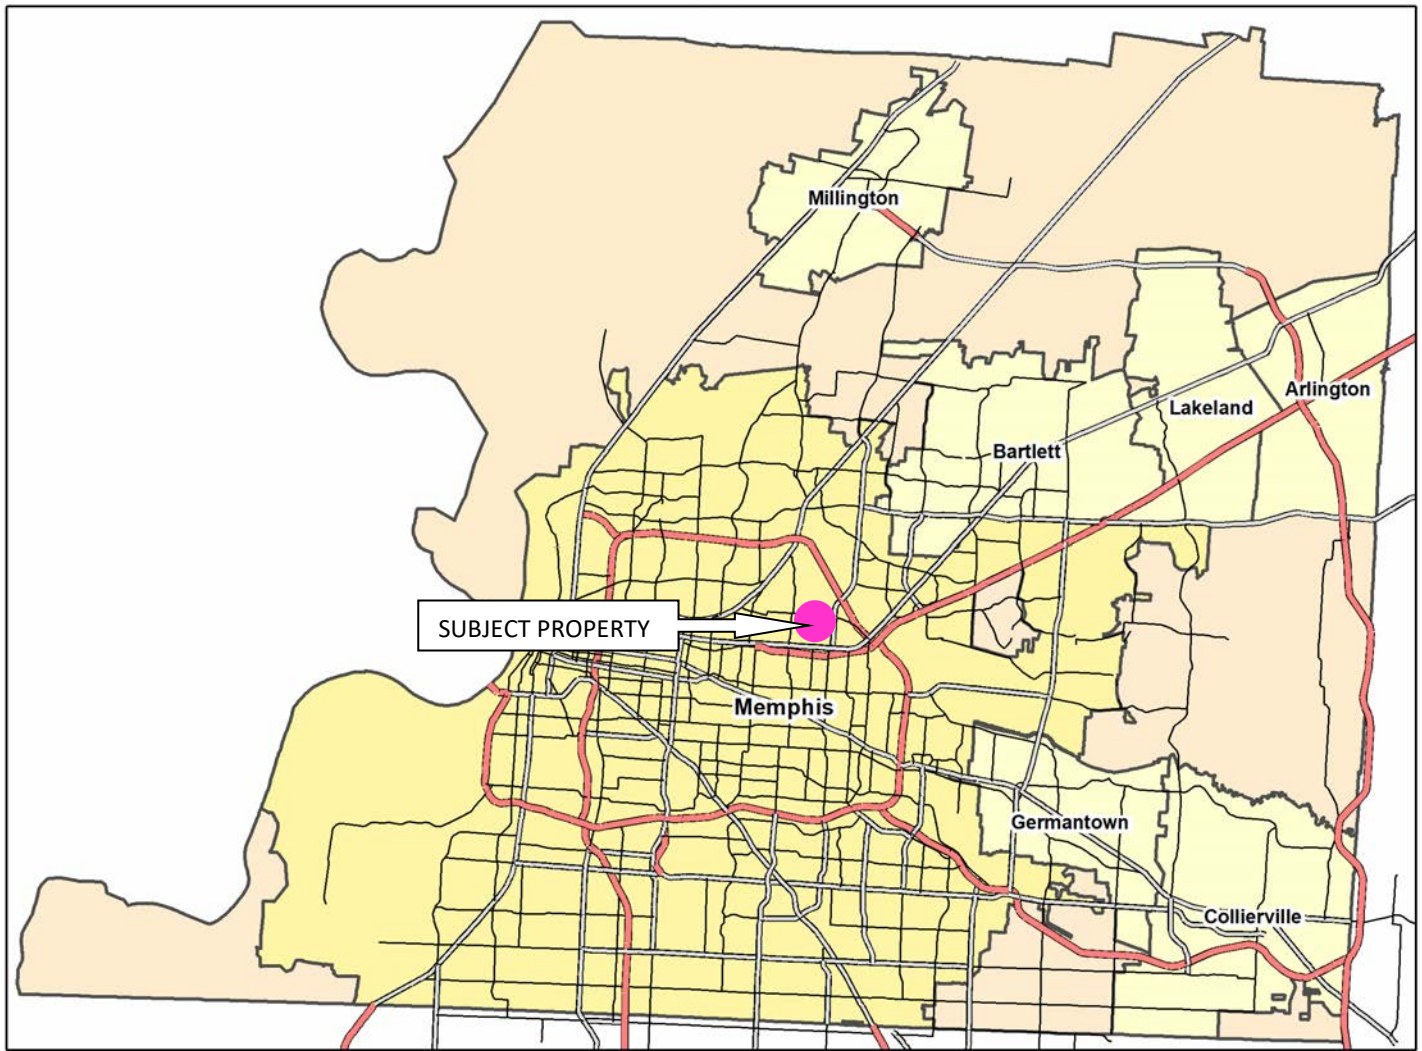 Millington
Arlington
Lakeland
Bartlett
SUBJECT PROPERTY
Memphis
Germantown
Collierville